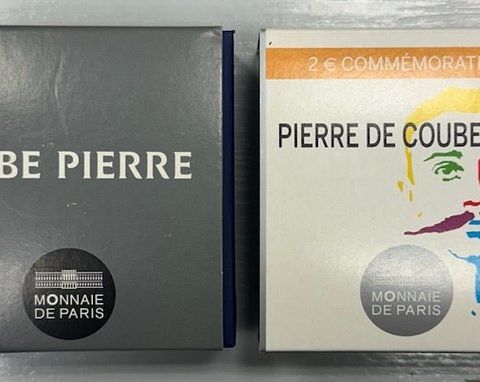 BE PIERRE
MONNAIE
DE PARIS
2 € COMMÉMORATI
PIERRE DE COUBE
MONNAIE
DE PARIS